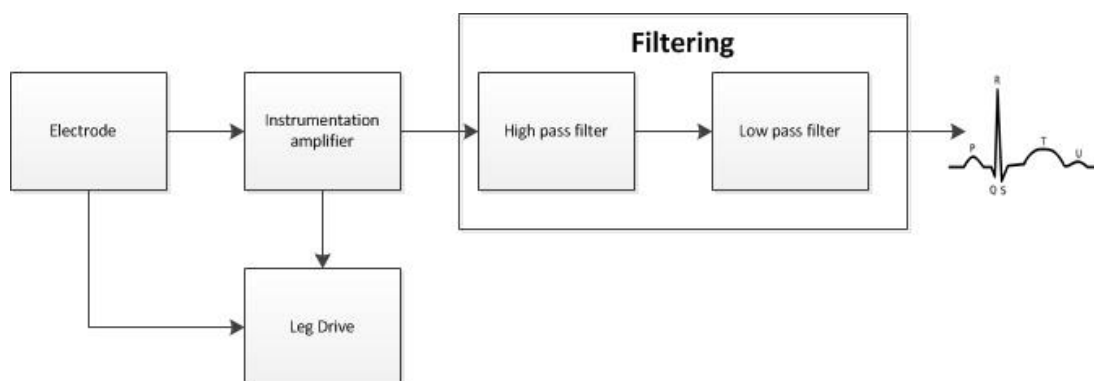 Filtering
Electrode
Instrumentation
amplifier
High pass filter
Low pass filter
R
P
T
U
Q S
Leg Drive